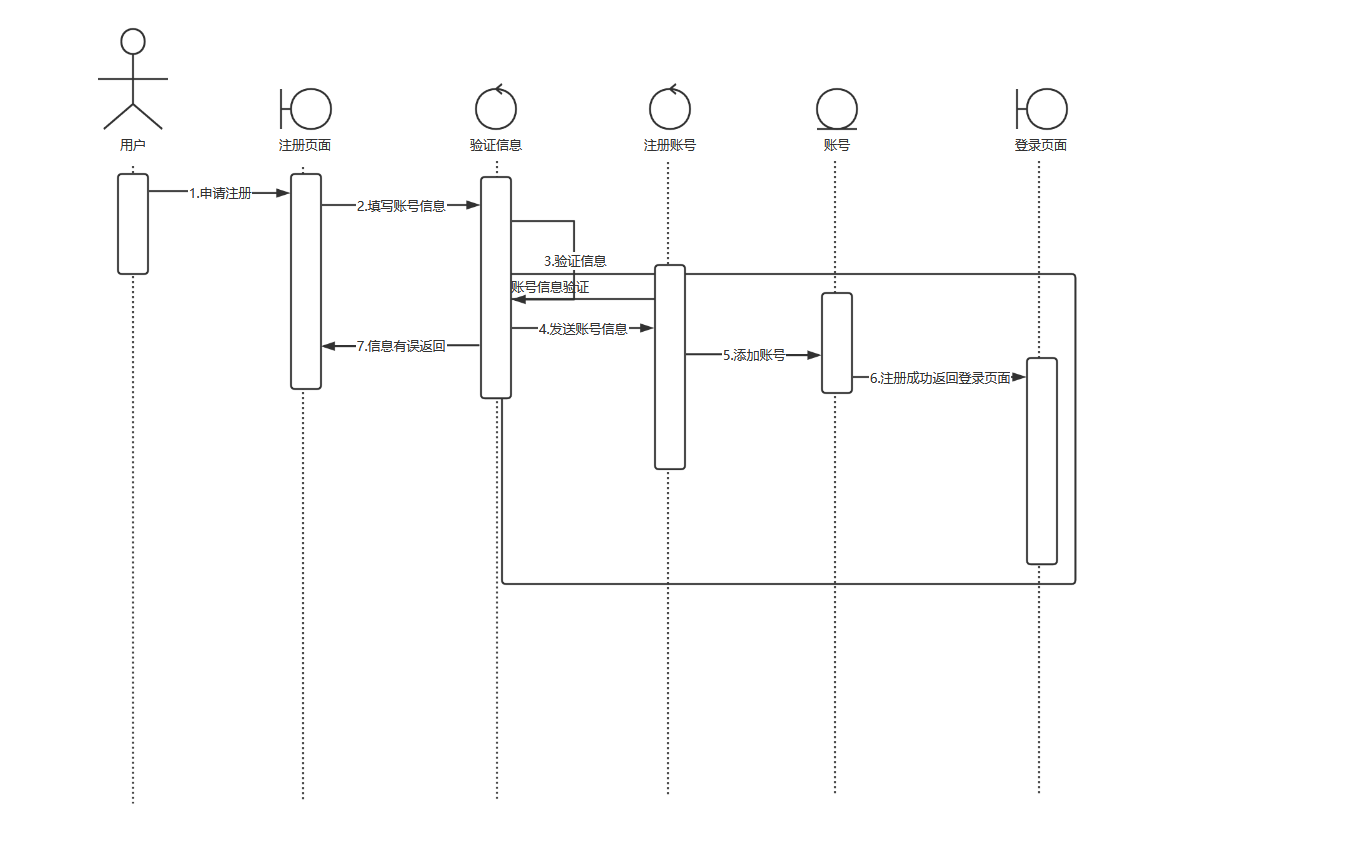 用户
注册页面
验证信息
注册账号
账号
登录页面
1.申请注册
2.填写账号信息
3.验证信息
账号信息验证
4.发送账号信息
7.信息有误返回
5.添加账号
6.注册成功返回登录页面